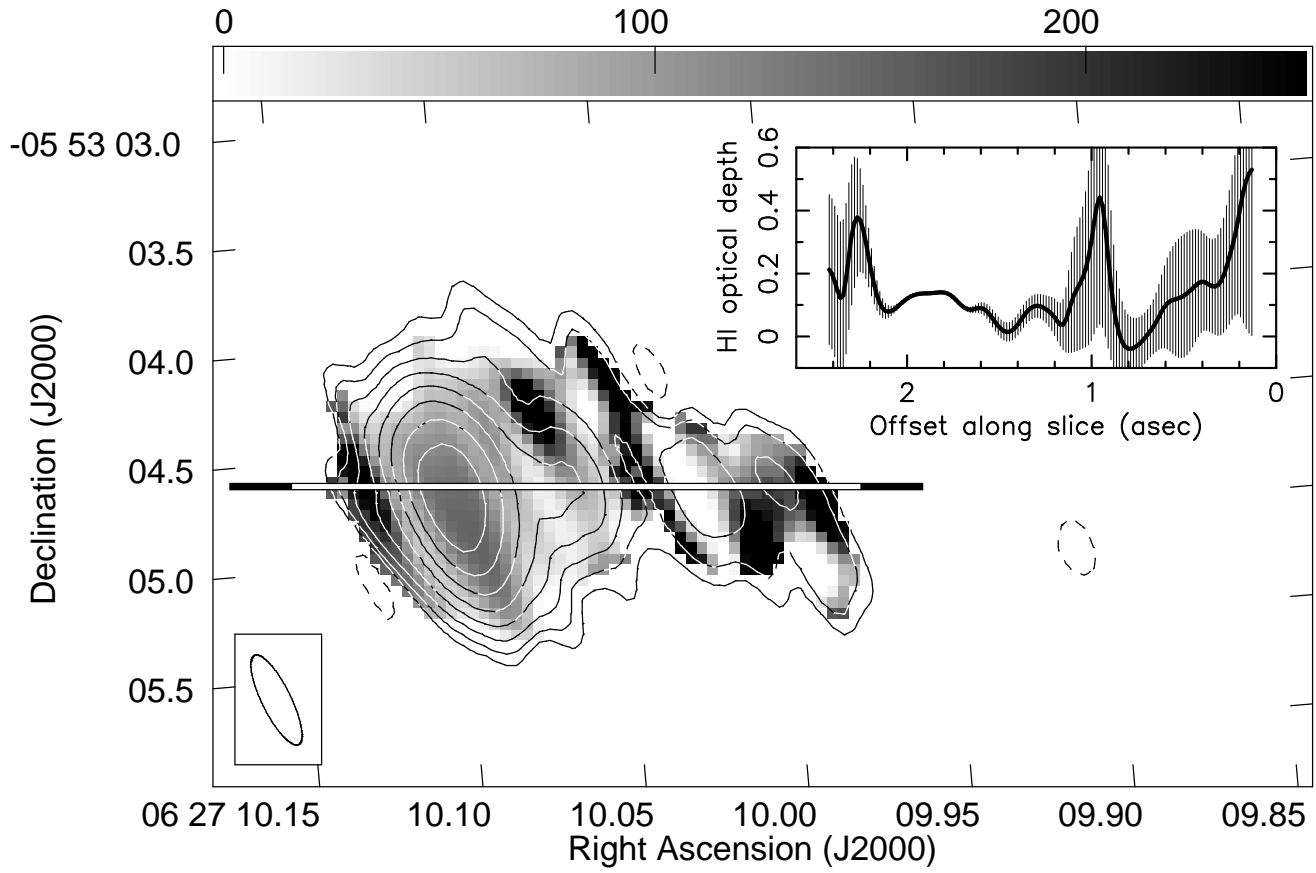 0 100 200
-05 53 03.0
03.5
04.0
04.5
05.0
05.5
Declination (J2000)
HI optical depth
0.6
0.4
0.2
0
2 1 0
Offset along slice (asec)
06 27 10.15 10.10 10.05 10.00 09.95 09.90 09.85
Right Ascension (J2000)